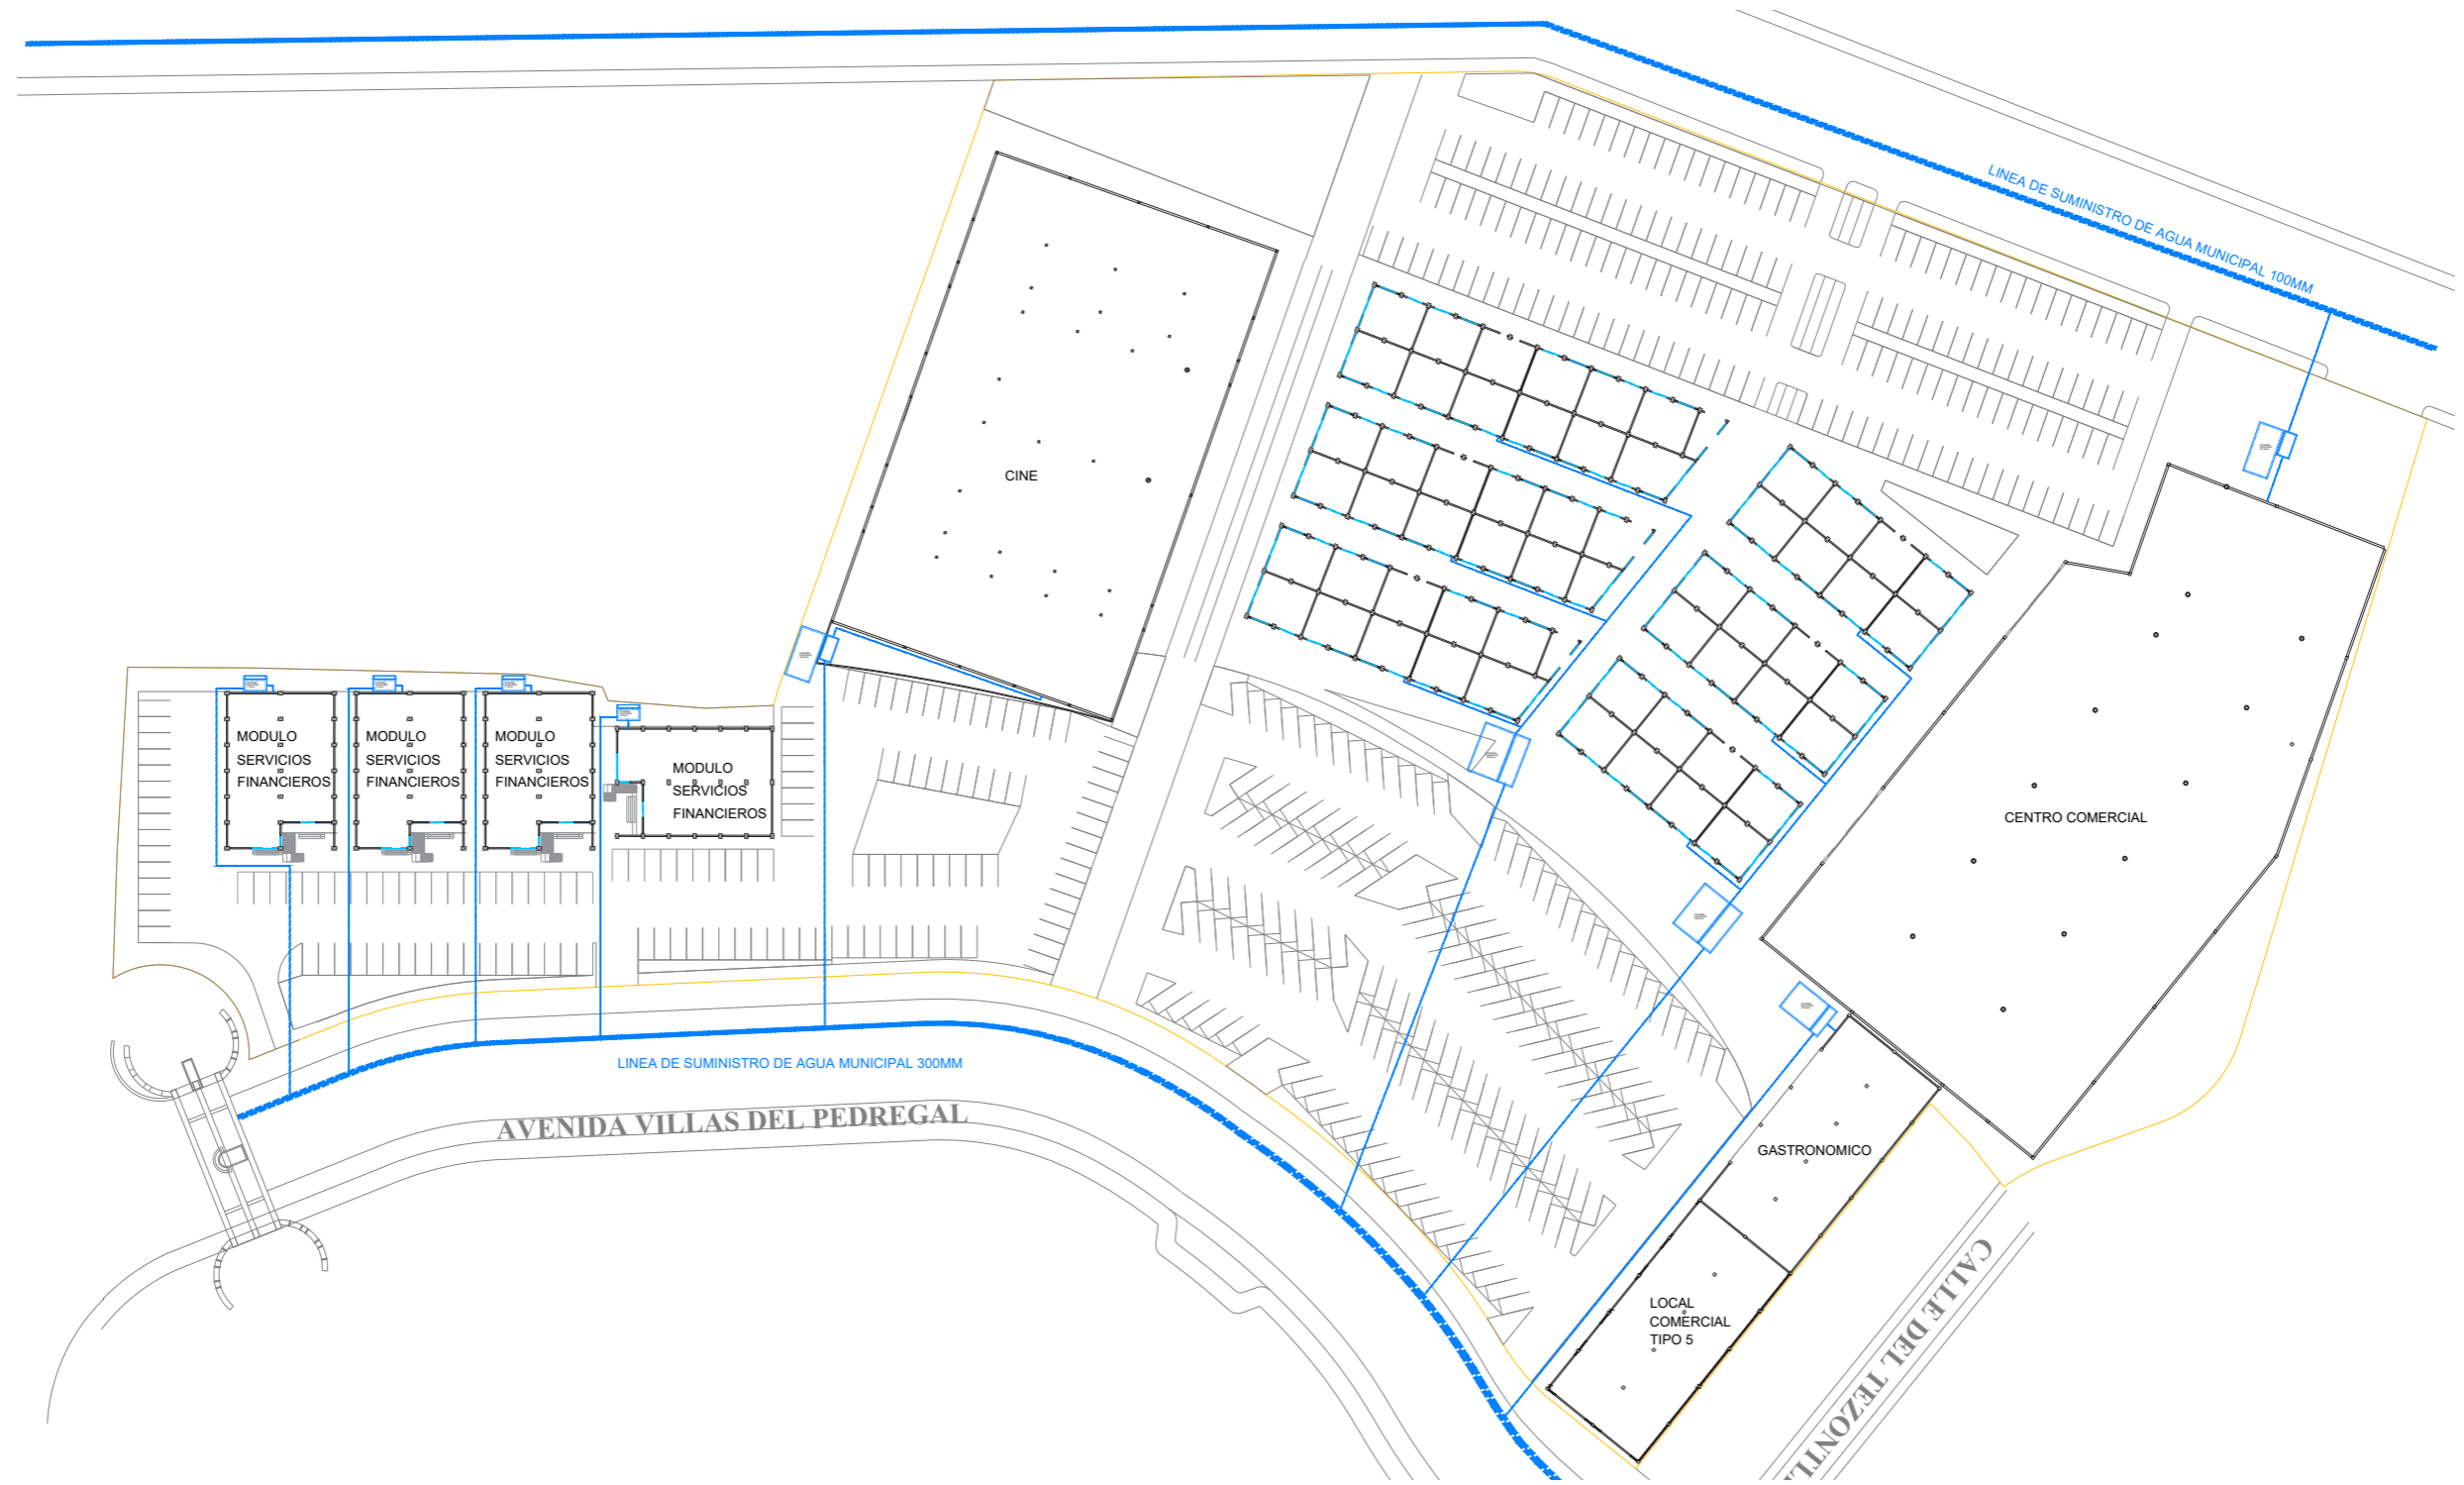 LINEA DE SUMINISTRO DE AGUA MUNICIPAL 100MM
CINE
MODULO
SERVICIOS
FINANCIEROS
MODULO
SERVICIOS
FINANCIEROS
MODULO
SERVICIOS
FINANCIEROS
MODULO
SERVICIOS
FINANCIEROS
CENTRO COMERCIAL
LINEA DE SUMINISTRO DE AGUA MUNICIPAL 300MM
AVENIDA VILLAS DEL PEDREGAL
GASTRONOMICO
LOCAL
COMERCIAL
TIPO 5
CALLE DEL TEZONTL